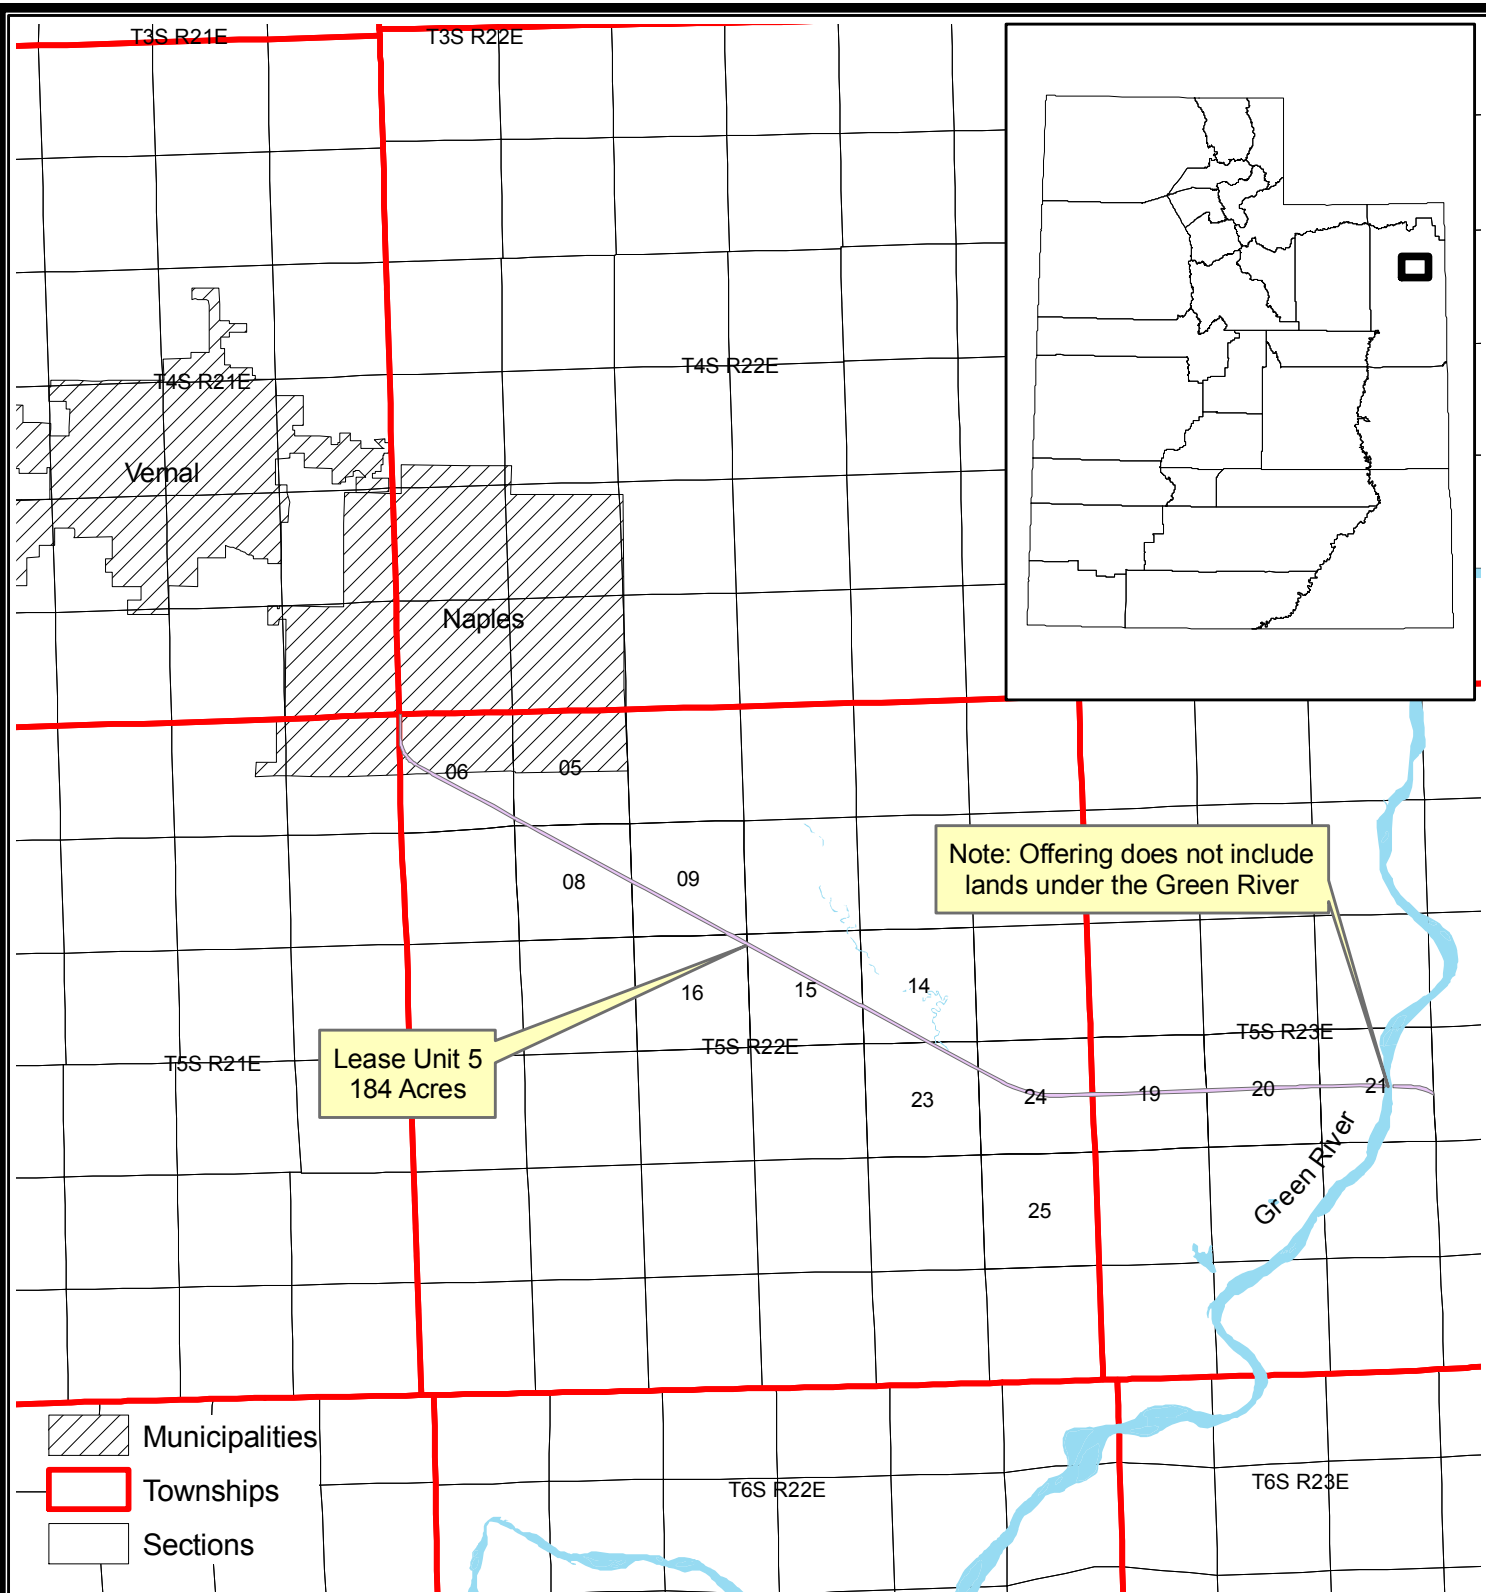 T3S R21E
T3S R22E
T4S R22E
T4S R21E
Vernal
Naples
06
05
08
09
Note: Offering does not include
lands under the Green River
16
15
14
T5S R21E
Lease Unit 5
184 Acres
T5S R22E
T5S R23E
23
24
19
20
21
Green River
25
Municipalities
Townships
Sections
T6S R22E
T6S R23E